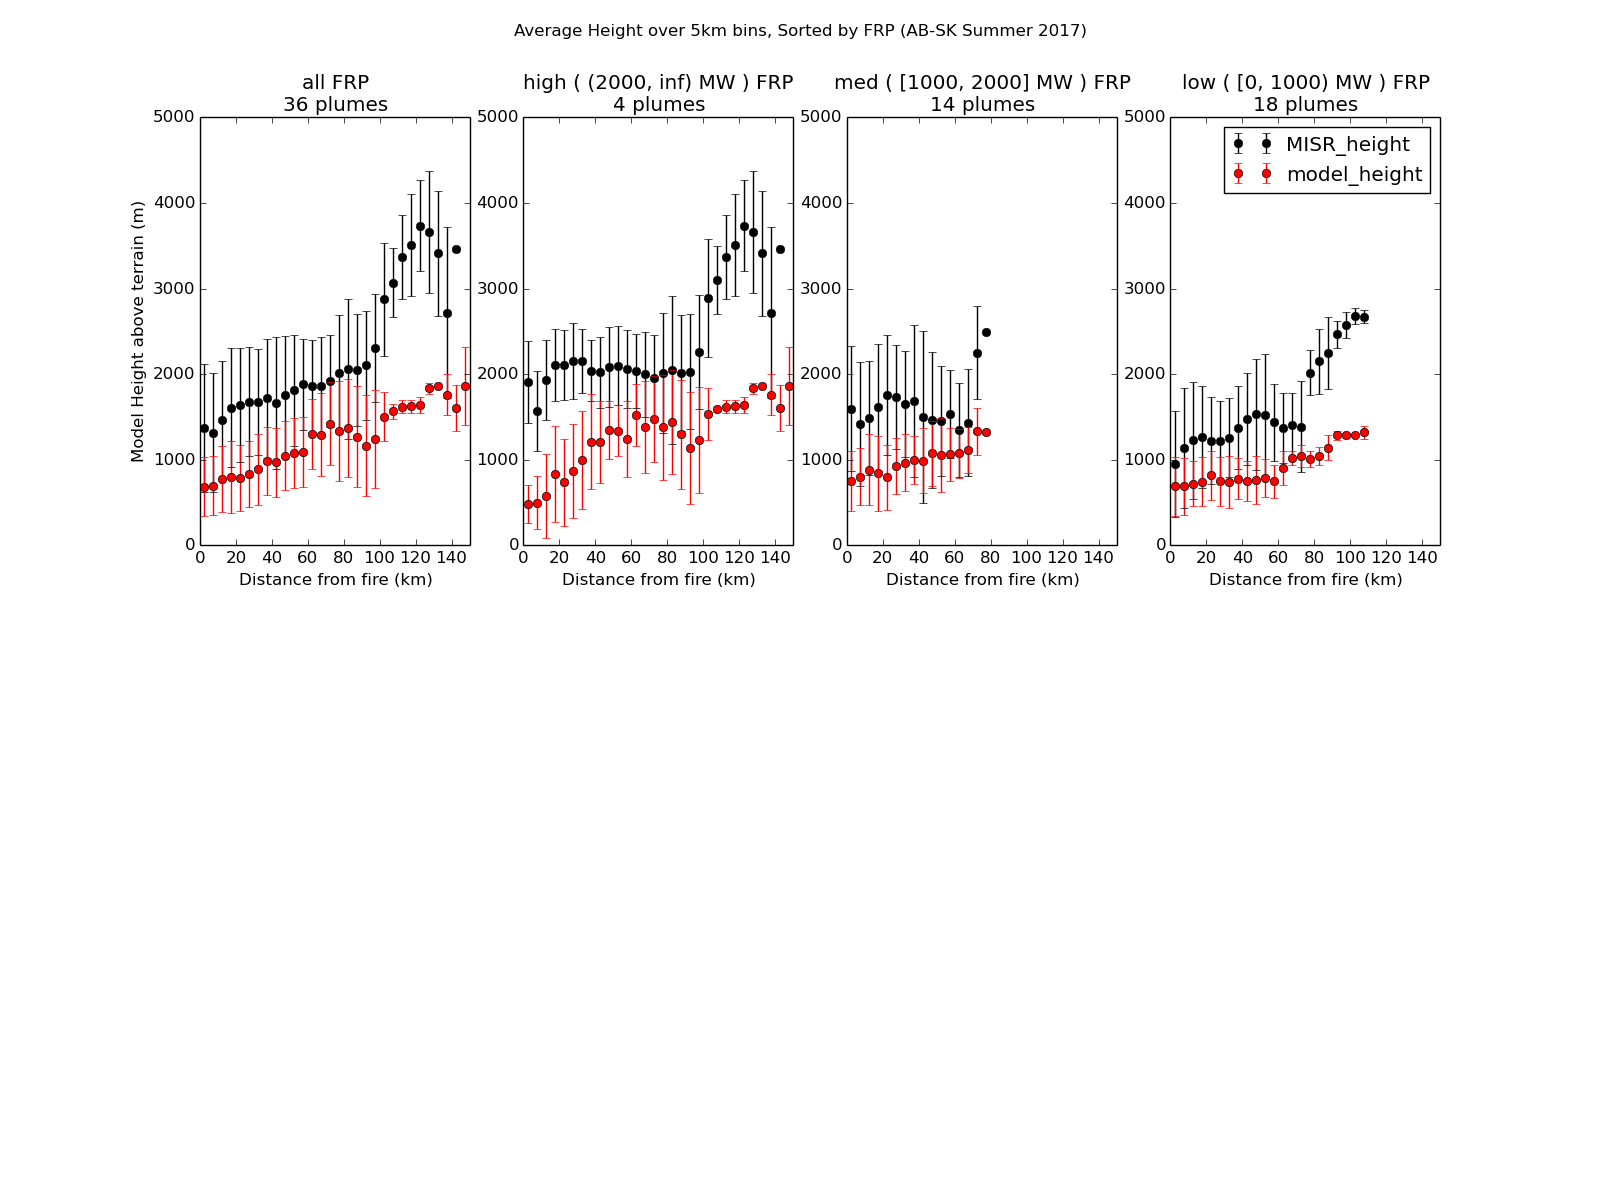 Average Height over 5km bins, Sorted by FRP (AB-SK Summer 2017)
all FRP
36 plumes
high ( (2000, inf) MW ) FRP
4 plumes
med ( [1000, 2000] MW ) FRP
14 plumes
low ( [0, 1000) MW ) FRP
18 plumes
MISR_height
model_height
Model Height above terrain (m)
5000
4000
3000
2000
1000
0
5000
4000
3000
2000
1000
0
5000
4000
3000
2000
1000
0
5000
4000
3000
2000
1000
0
0 20 40 60 80 100 120 140
0 20 40 60 80 100 120 140
0 20 40 60 80 100 120 140
0 20 40 60 80 100 120 140
Distance from fire (km)
Distance from fire (km)
Distance from fire (km)
Distance from fire (km)